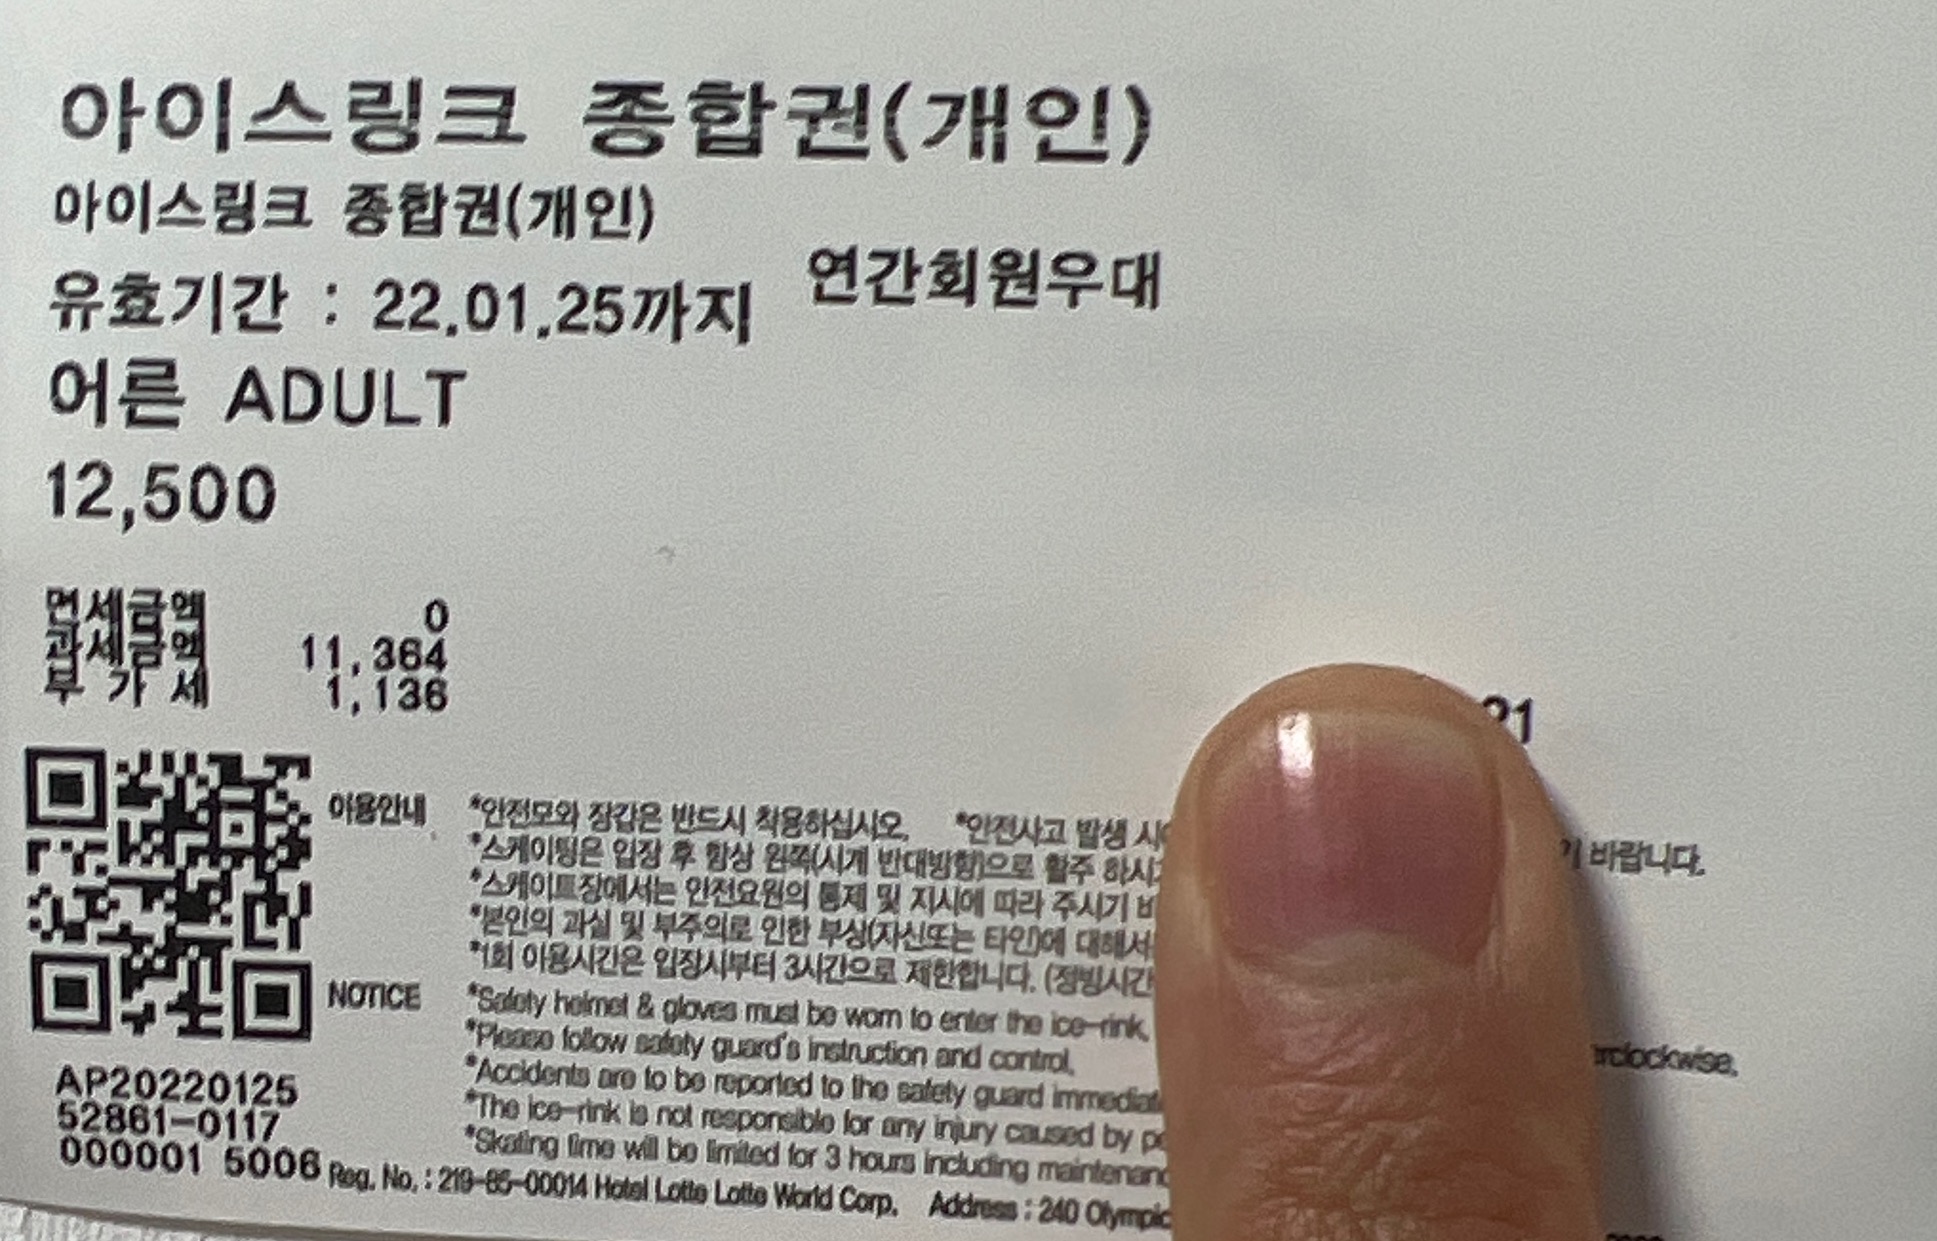 아이스링크 종합권(개인)
아이스링크 종합권(개인)
유효기간 : 22.01.25까지 연간회원우대
어른 ADULT
12,500
면세금액 0
과세금액 11,364
부 가 세 1,136
21
이용안내 *안전모와 장갑은 반드시 착용하십시오. *안전사고 발생 시
*스케이팅은 입장 후 항상 왼쪽(시계 반대방향)으로 활주 하시기 바랍니다.
*스케이트장에서는 안전요원의 통제 및 지시에 따라 주시기
*본인의 과실 및 부주의로 인한 부상(자신또는 타인)에 대해서
*1회 이용시간은 입장시부터 3시간으로 제한합니다. (정빙시간
NOTICE *Safety helmet & gloves must be worn to enter the ice-rink.
*Please follow safety guard's instruction and control.
*Accidents are to be reported to the safety guard
*The ice-rink is not responsible for any injury caused by
*Skating time will be limited for 3 hours including
AP20220125
52861-0117
000001 5006
Reg. No. : 219-85-00014 Hotel Lotte Lotte World Corp. Address : 240